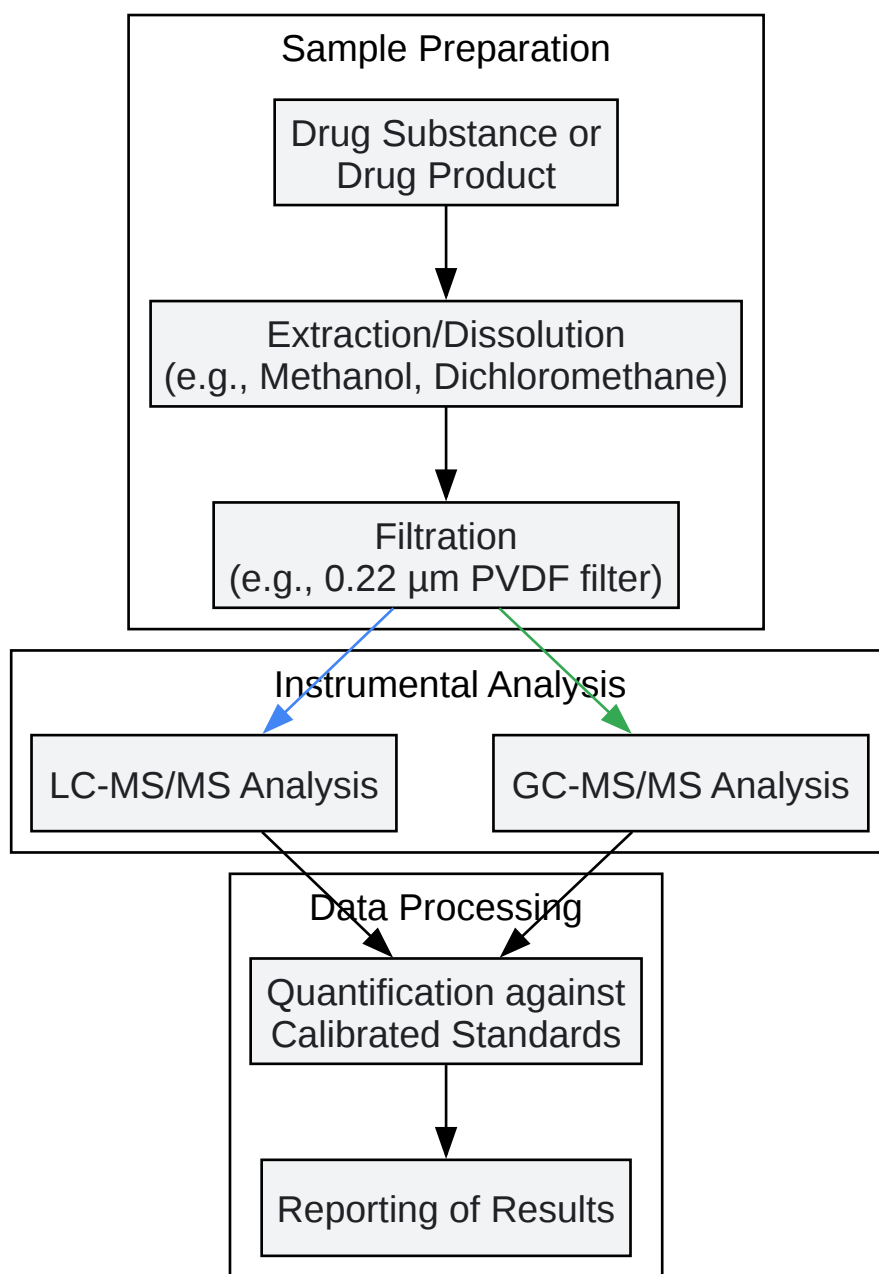 Sample Preparation
Drug Substance or
Drug Product
Extraction/Dissolution
(e.g., Methanol, Dichloromethane)
Filtration
(e.g., 0.22 µm PVDF filter)
Instrumental Analysis
LC-MS/MS Analysis
GC-MS/MS Analysis
Data Processing
Quantification against
Calibrated Standards
Reporting of Results